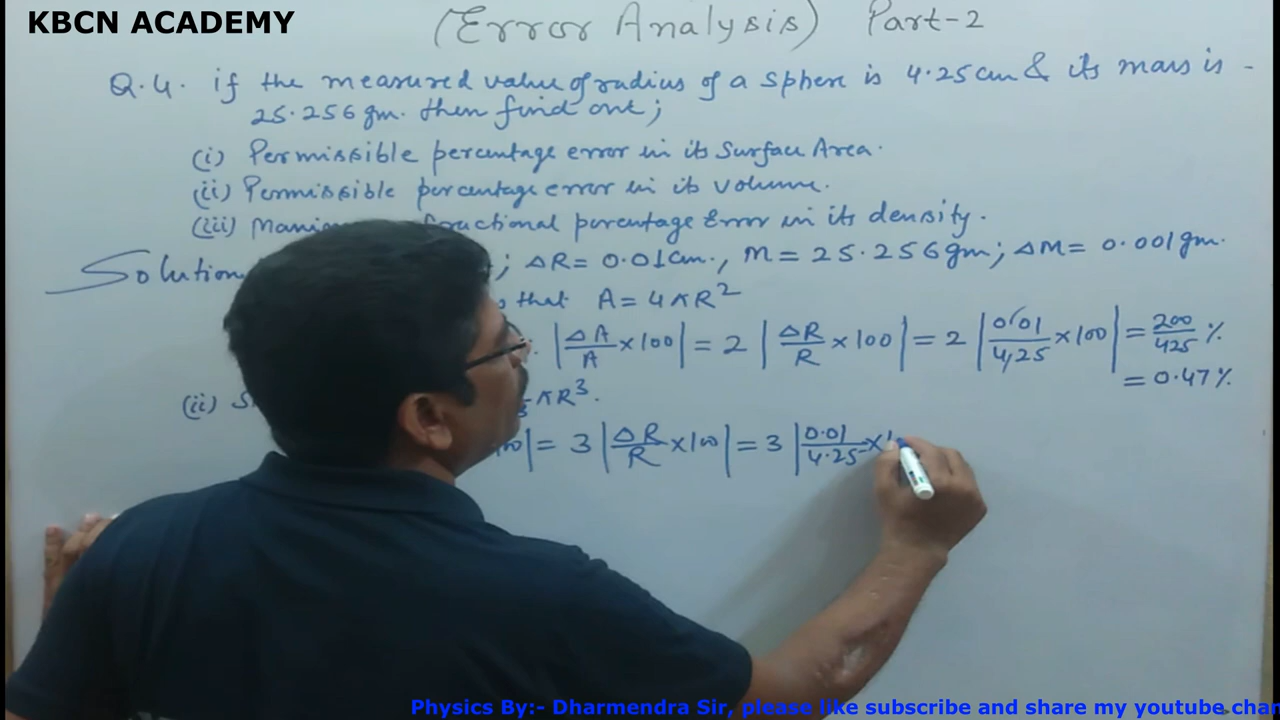 KBCN ACADEMY
(Error Analysis) Part-2
Q.4. if the measured value of radius of a sphere is 4.25 cm & its mass is -
25.256 gm. then find out;
(i) Permissible percentage error in its Surface Area.
(ii) Permissible percentage error in its volume.
(iii) fractional percentage Error in its density.
Solution ; ΔR = 0.01 cm., M = 25.256 gm; ΔM = 0.001 gm.
that A = 4πR²
|ΔA/A × 100| = 2 |ΔR/R × 100| = 2 |0.01/4.25 × 100| = 200/425 %
= 0.47 %
(ii) πR³.
| = 3 |ΔR/R × 100| = 3 |0.01/4.25 ×
Physics By:- Dharmendra Sir, please like subscribe and share my youtube